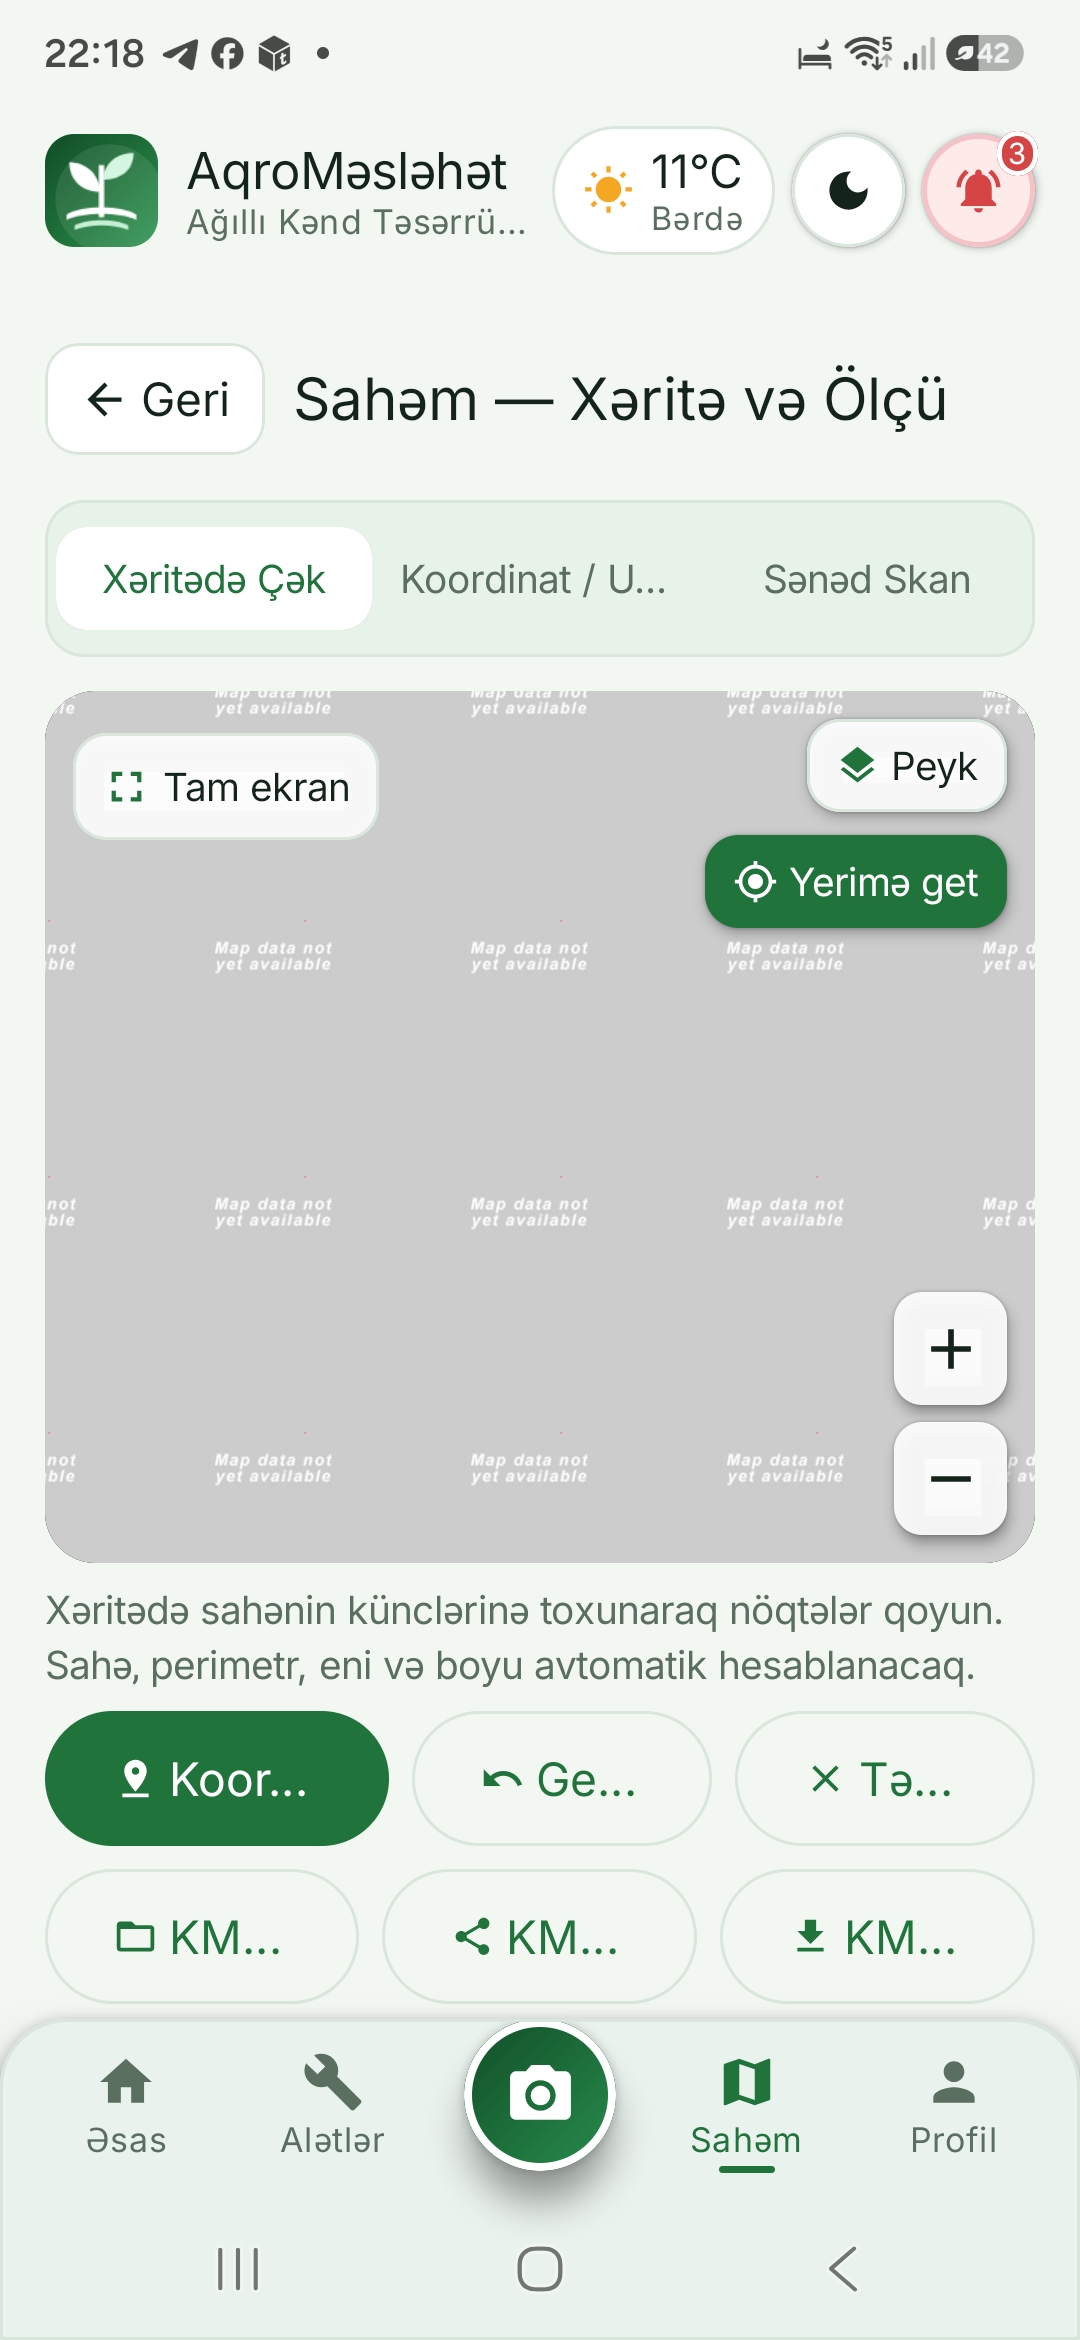 22:18
5
42
AqroMəsləhət
Ağıllı Kənd Təsərrü...
11°C
Bərdə
3
Geri
Sahəm — Xəritə və Ölçü
Xəritədə Çək
Koordinat / U...
Sənəd Skan
Map data not
yet available
Map data not
yet available
Map data not
yet available
Tam ekran
Peyk
Yerimə get
Map data not
yet available
Map data not
yet available
Map data not
yet available
Map data not
yet available
Map data not
yet available
Map data not
yet available
Map data not
yet available
Map data not
yet available
Map data not
yet available
Xəritədə sahənin künclərinə toxunaraq nöqtələr qoyun.
Sahə, perimetr, eni və boyu avtomatik hesablanacaq.
Koor...
Ge...
Tə...
KM...
KM...
KM...
Əsas
Alətlər
Sahəm
Profil